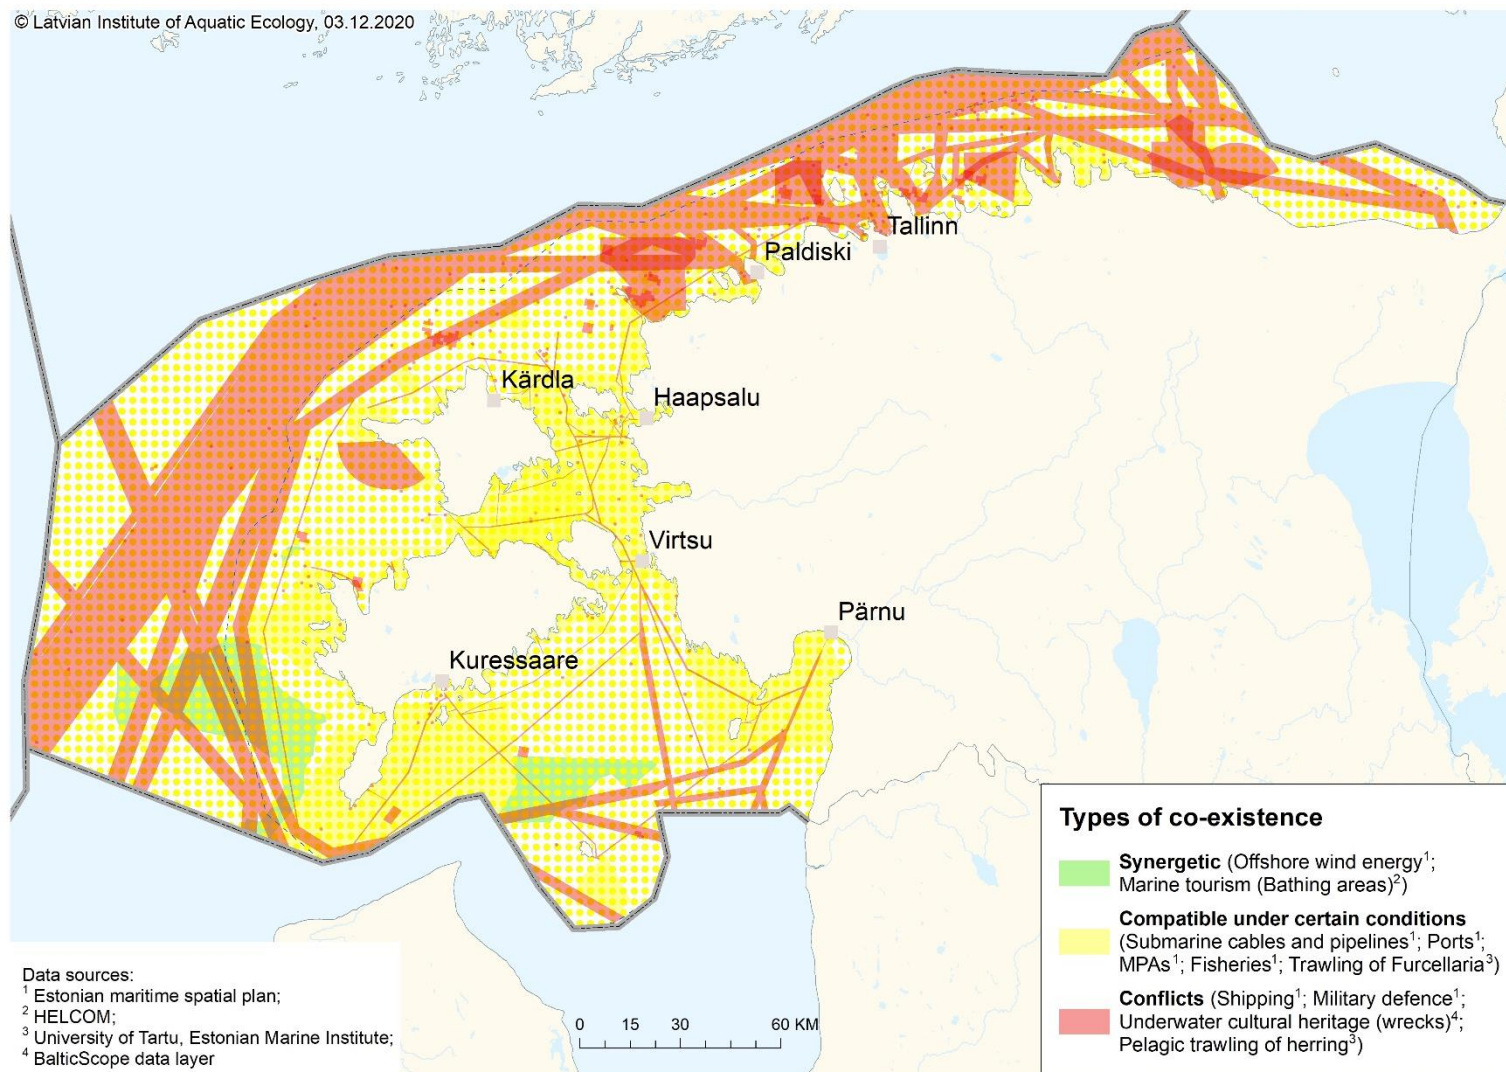 © Latvian Institute of Aquatic Ecology, 03.12.2020
Tallinn
Paldiski
Kärdla
Haapsalu
Virtsu
Pärnu
Kuressaare
Types of co-existence
Synergetic (Offshore wind energy¹;
Marine tourism (Bathing areas)²)
Compatible under certain conditions
(Submarine cables and pipelines¹; Ports¹;
MPAs¹; Fisheries¹; Trawling of Furcellaria³)
Conflicts (Shipping¹; Military defence¹;
Underwater cultural heritage (wrecks)⁴;
Pelagic trawling of herring³)
Data sources:
¹ Estonian maritime spatial plan;
² HELCOM;
³ University of Tartu, Estonian Marine Institute;
⁴ BalticScope data layer
0 15 30 60 KM